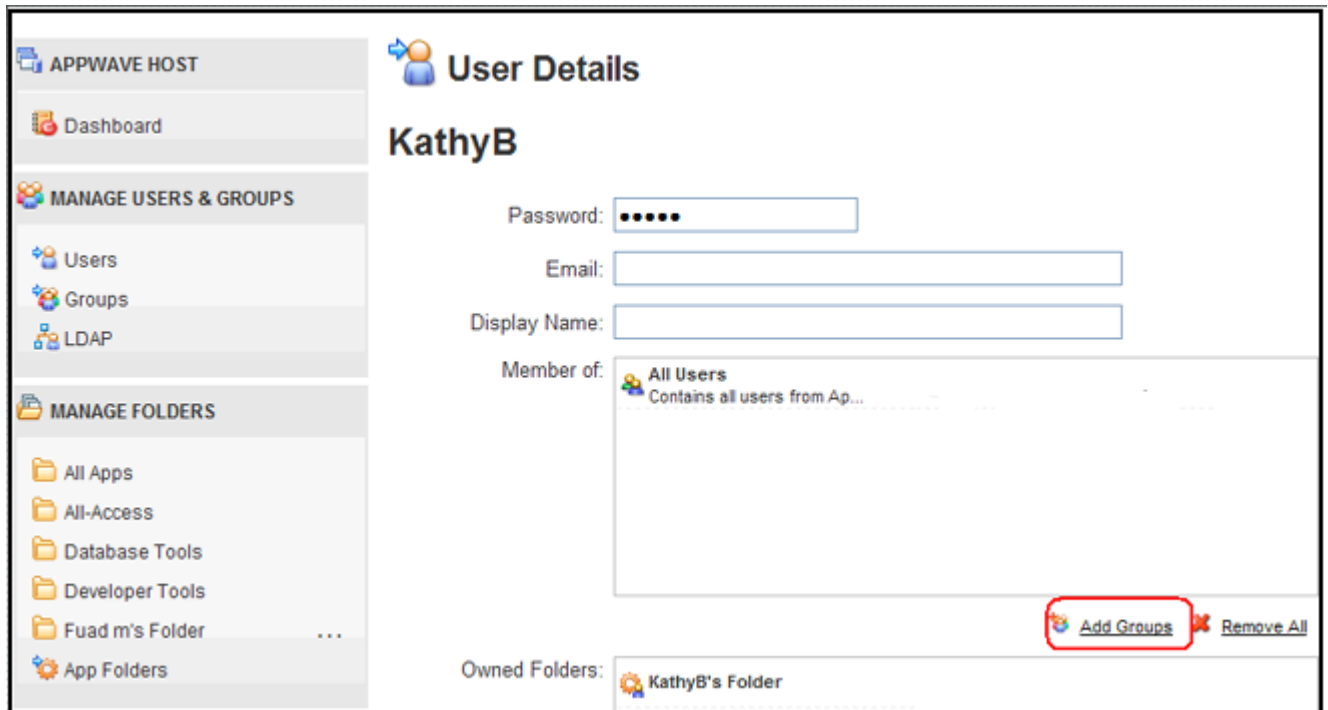 APPWAVE HOST
Dashboard
MANAGE USERS & GROUPS
Users
Groups
LDAP
MANAGE FOLDERS
All Apps
All-Access
Database Tools
Developer Tools
Fuad m's Folder ...
App Folders
User Details
KathyB
Password: •••••
Email:
Display Name:
Member of:
All Users
Contains all users from Ap...
Add Groups Remove All
Owned Folders:
KathyB's Folder